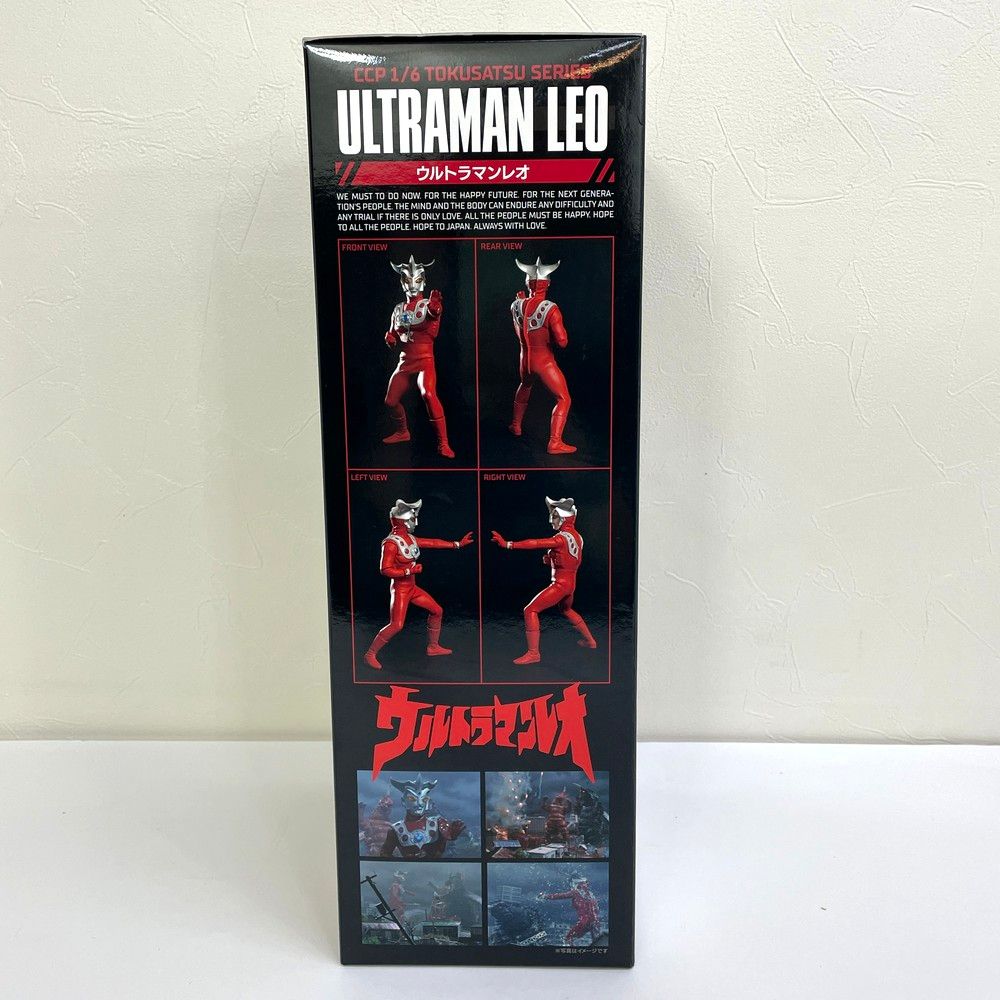 CCP 1/6 TOKUSATSU SERIES
ULTRAMAN LEO
ウルトラマンレオ
WE MUST TO DO NOW. FOR THE HAPPY FUTURE. FOR THE NEXT GENERA-
TION'S PEOPLE. THE MIND AND THE BODY CAN ENDURE ANY DIFFICULTY AND
ANY TRIAL IF THERE IS ONLY LOVE. ALL THE PEOPLE MUST BE HAPPY. HOPE
TO ALL THE PEOPLE. HOPE TO JAPAN. ALWAYS WITH LOVE.
FRONT VIEW
REAR VIEW
LEFT VIEW
RIGHT VIEW
ウルトラマンレオ
※写真はイメージです